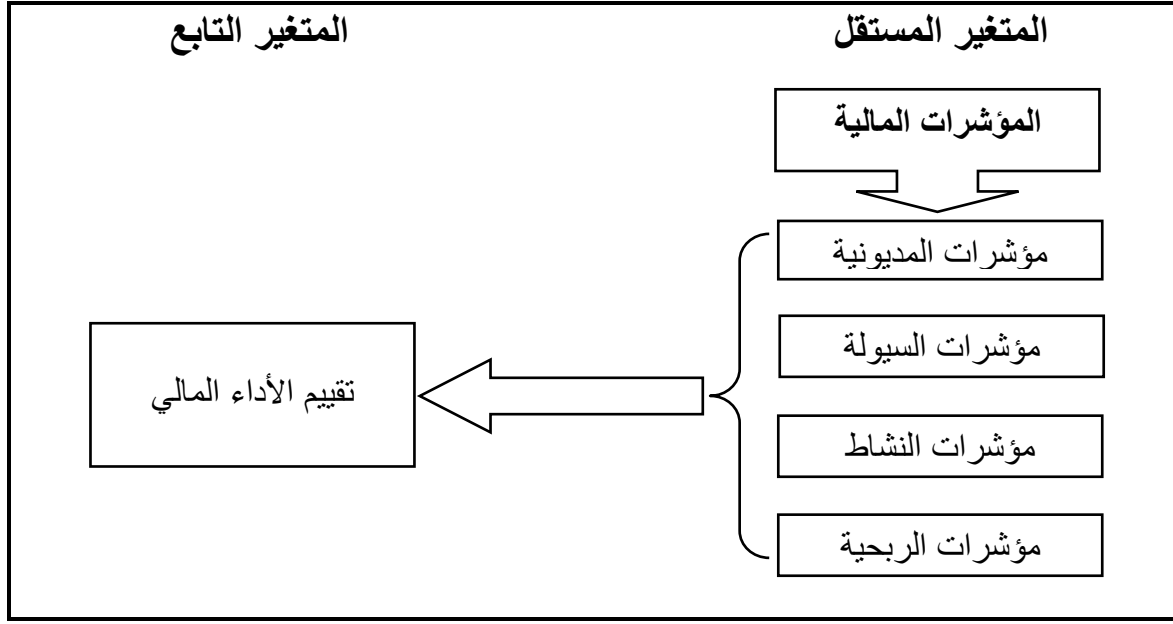 المتغير المستقل
المتغير التابع
المؤشرات المالية
مؤشرات المديونية
مؤشرات السيولة
مؤشرات النشاط
مؤشرات الربحية
تقييم الأداء المالي